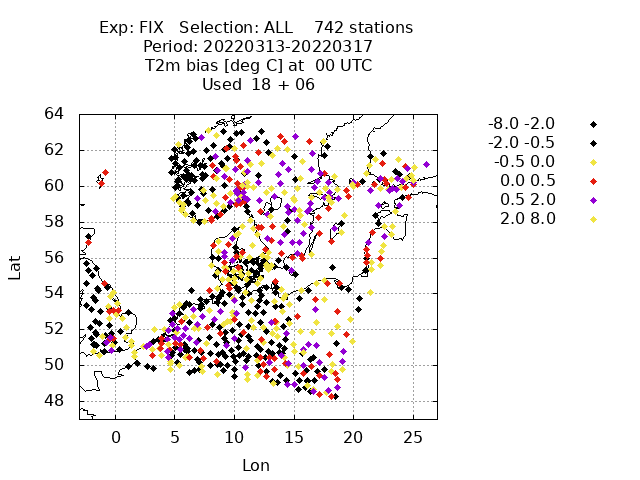 Exp: FIX   Selection: ALL    742 stations
Period: 20220313-20220317
T2m bias [deg C] at  00 UTC
Used  18 + 06
-8.0 -2.0
-2.0 -0.5
-0.5 0.0
0.0 0.5
0.5 2.0
2.0 8.0
64
62
60
58
56
54
52
50
48
Lat
0 5 10 15 20 25
Lon